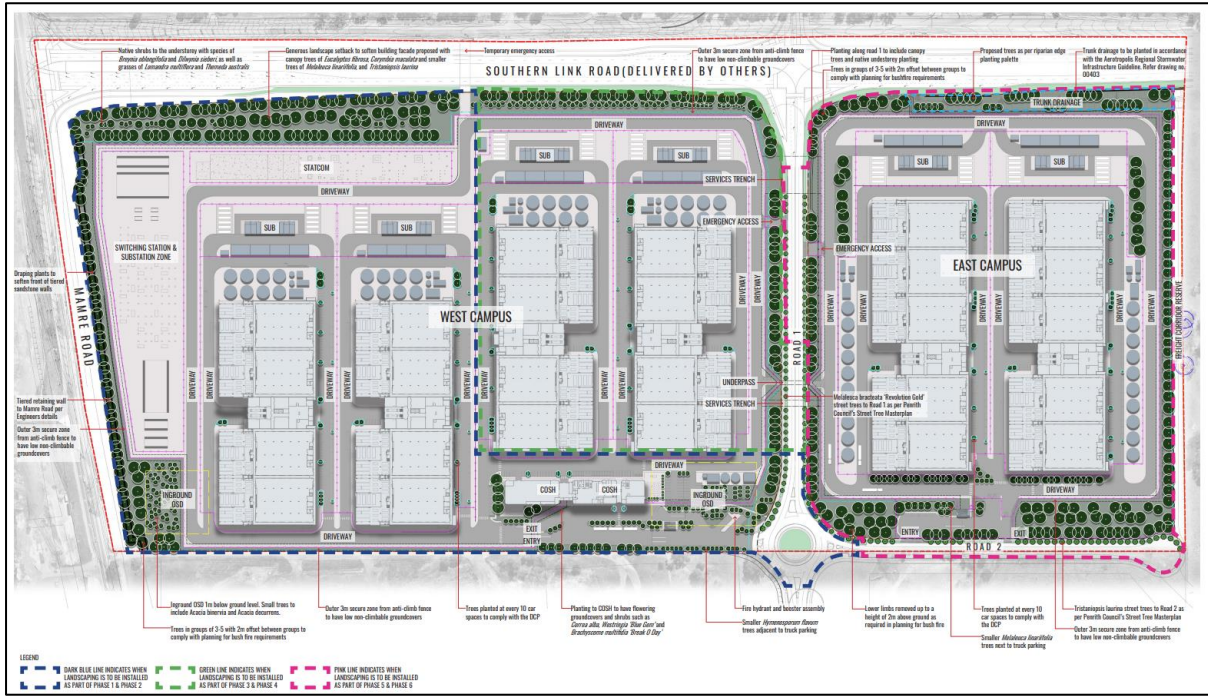 Native shrubs to the understorey with species of
Breynia oblongifolia and Dilwynia sieberi; as well as
grasses of Lomandra multiflora and Themeda australis
Generous landscape setback to soften building facade proposed with
canopy trees of Eucalyptus fibrosa, Corymbia maculata and smaller
trees of Melaleuca linariifolia, and Tristaniopsis laurina
Temporary emergency access
Outer 3m secure zone from anti-climb fence
to have low non-climbable groundcovers
Planting along road 1 to include canopy
trees and native understorey planting
Trees in groups of 3-5 with 2m offset between groups to
comply with planning for bushfire requirements
Proposed trees as per riparian edge
planting palette
Trunk drainage to be planted in accordance
with the Aerotropolis Regional Stormwater
Infrastructure Guideline. Refer drawing no.
00403
SOUTHERN LINK ROAD (DELIVERED BY OTHERS)
TRUNK DRAINAGE
DRIVEWAY
DRIVEWAY
STATCOM
SUB
SUB
SUB
SUB
SERVICES TRENCH
DRIVEWAY
EMERGENCY ACCESS
EMERGENCY ACCESS
SUB
SUB
SWITCHING STATION &
SUBSTATION ZONE
EAST CAMPUS
Draping plants to
soften front of tiered
sandstone walls
MAMRE ROAD
WEST CAMPUS
DRIVEWAY
DRIVEWAY
ROAD 1
DRIVEWAY
DRIVEWAY
DRIVEWAY
DRIVEWAY
FREIGHT CORRIDOR RESERVE
DRIVEWAY
DRIVEWAY
DRIVEWAY
DRIVEWAY
DRIVEWAY
DRIVEWAY
UNDERPASS
SERVICES TRENCH
Melaleuca bracteata 'Revolution Gold'
street trees to Road 1 as per Penrith
Council's Street Tree Masterplan
Tiered retaining wall
to Mamre Road per
Engineers details
Outer 3m secure zone
from anti-climb fence to
have low non-climbable
groundcovers
INGROUND
OSD
DRIVEWAY
COSH
COSH
INGROUND
OSD
DRIVEWAY
DRIVEWAY
EXIT
ENTRY
ENTRY
EXIT
ROAD 2
Inground OSD 1m below ground level. Small trees to
include Acacia binervia and Acacia decurrens.
Trees in groups of 3-5 with 2m offset between groups to
comply with planning for bush fire requirements
Outer 3m secure zone from anti-climb fence
to have low non-climbable groundcovers
Trees planted at every 10 car
spaces to comply with the DCP
Planting to COSH to have flowering
groundcovers and shrubs such as
Correa alba, Westringia 'Blue Gem' and
Brachyscome multifida 'Break O Day'
Fire hydrant and booster assembly
Smaller Hymenosporum flavum
trees adjacent to truck parking
Lower limbs removed up to a
height of 2m above ground as
required in planning for bush fire
Trees planted at every 10
car spaces to comply with
the DCP
Smaller Melaleuca linariifolia
trees next to truck parking
Tristaniopsis laurina street trees to Road 2 as
per Penrith Council's Street Tree Masterplan
Outer 3m secure zone from anti-climb fence
to have low non-climbable groundcovers
LEGEND
DARK BLUE LINE INDICATES WHEN
LANDSCAPING IS TO BE INSTALLED
AS PART OF PHASE 1 & PHASE 2
GREEN LINE INDICATES WHEN
LANDSCAPING IS TO BE INSTALLED
AS PART OF PHASE 3 & PHASE 4
PINK LINE INDICATES WHEN
LANDSCAPING IS TO BE INSTALLED
AS PART OF PHASE 5 & PHASE 6